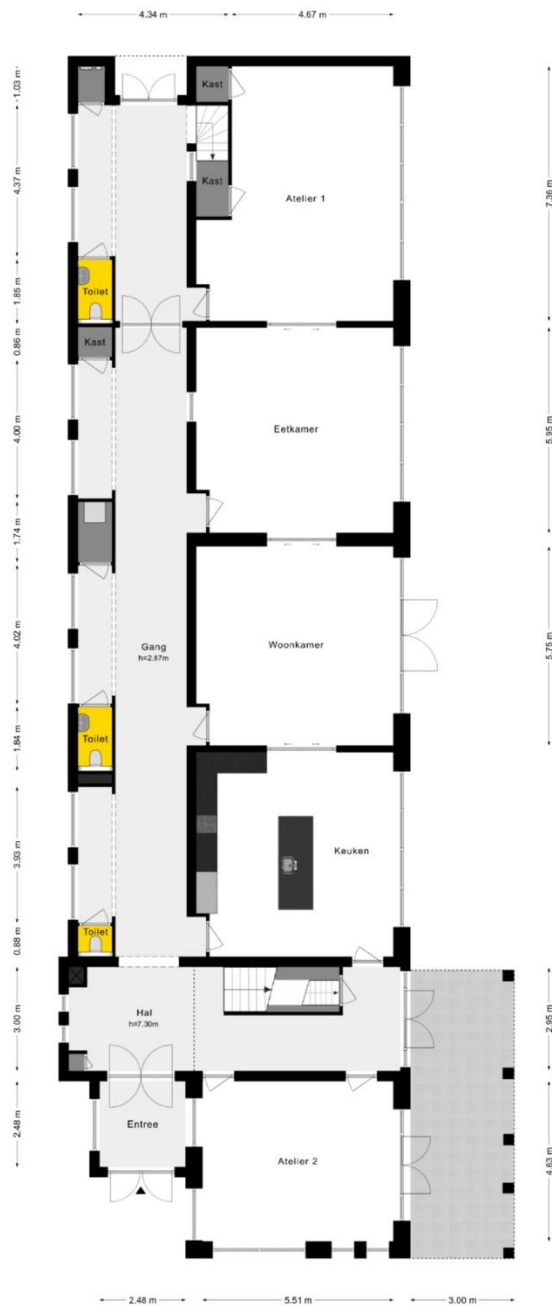 4.34 m
4.67 m
1.03 m
4.37 m
1.85 m
0.86 m
4.00 m
1.74 m
4.02 m
1.84 m
3.93 m
0.88 m
3.00 m
2.48 m
Kast
Kast
Atelier 1
Toilet
Kast
Eetkamer
Gang
h=2.87m
Woonkamer
Toilet
Keuken
Toilet
Hal
h=7.30m
Entree
Atelier 2
7.36 m
5.95 m
5.75 m
2.95 m
4.63 m
2.48 m
5.51 m
3.00 m